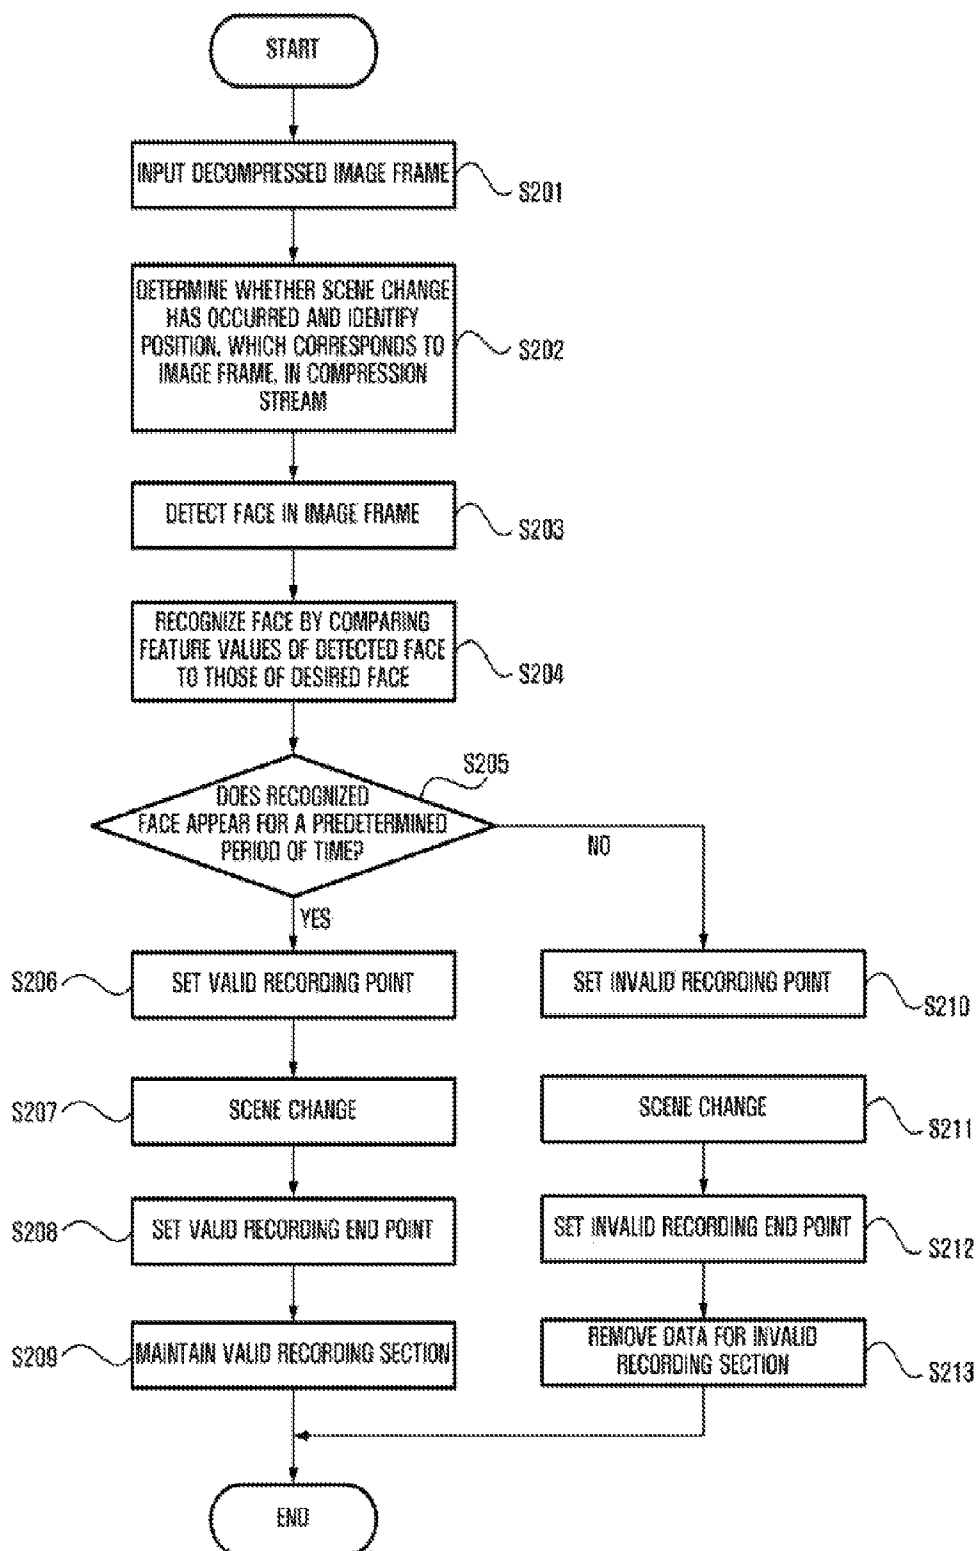 START
INPUT DECOMPRESSED IMAGE FRAME
S201
DETERMINE WHETHER SCENE CHANGE
HAS OCCURRED AND IDENTIFY
POSITION, WHICH CORRESPONDS TO
IMAGE FRAME, IN COMPRESSION
STREAM
S202
DETECT FACE IN IMAGE FRAME
S203
RECOGNIZE FACE BY COMPARING
FEATURE VALUES OF DETECTED FACE
TO THOSE OF DESIRED FACE
S204
S205
DOES RECOGNIZED
FACE APPEAR FOR A PREDETERMINED
PERIOD OF TIME?
NO
YES
S206
SET VALID RECORDING POINT
SET INVALID RECORDING POINT
S210
S207
SCENE CHANGE
SCENE CHANGE
S211
S208
SET VALID RECORDING END POINT
SET INVALID RECORDING END POINT
S212
S209
MAINTAIN VALID RECORDING SECTION
REMOVE DATA FOR INVALID
RECORDING SECTION
S213
END